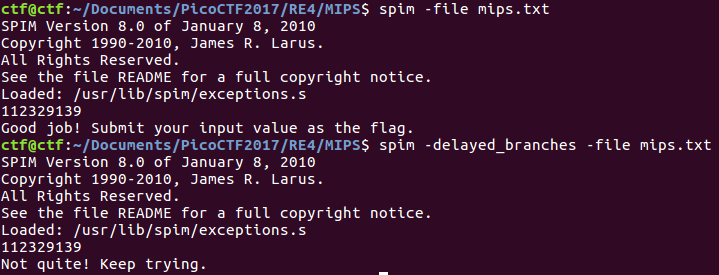 ctf@ctf:~/Documents/PicoCTF2017/RE4/MIPS$ spim -file mips.txt
SPIM Version 8.0 of January 8, 2010
Copyright 1990-2010, James R. Larus.
All Rights Reserved.
See the file README for a full copyright notice.
Loaded: /usr/lib/spim/exceptions.s
112329139
Good job! Submit your input value as the flag.
ctf@ctf:~/Documents/PicoCTF2017/RE4/MIPS$ spim -delayed_branches -file mips.txt
SPIM Version 8.0 of January 8, 2010
Copyright 1990-2010, James R. Larus.
All Rights Reserved.
See the file README for a full copyright notice.
Loaded: /usr/lib/spim/exceptions.s
112329139
Not quite! Keep trying.